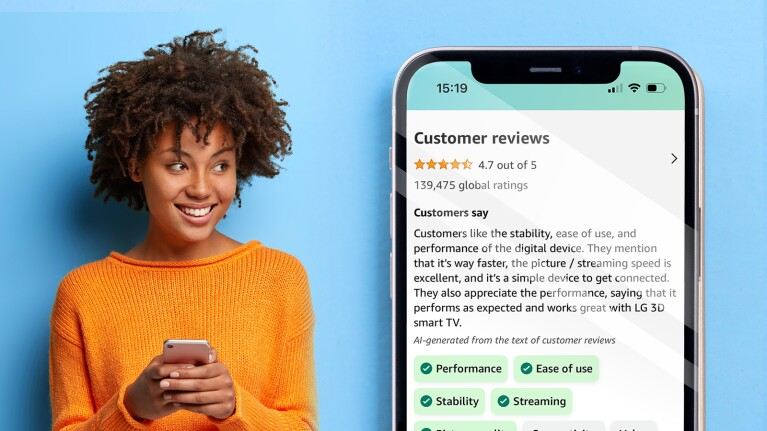 15:19
Customer reviews
4.7 out of 5
139,475 global ratings
Customers say
Customers like the stability, ease of use, and
performance of the digital device. They mention
that it's way faster, the picture / streaming speed is
excellent, and it's a simple device to get connected.
They also appreciate the performance, saying that it
performs as expected and works great with LG 3D
smart TV.
AI-generated from the text of customer reviews
Performance Ease of use
Stability Streaming